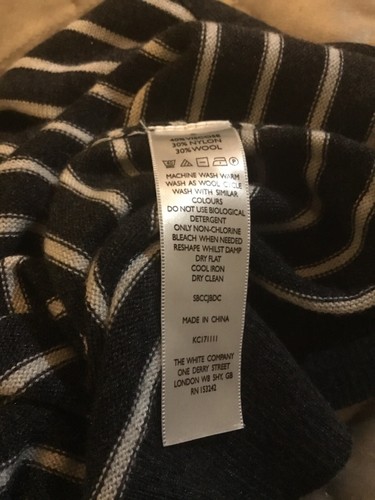 30% NYLON
30% WOOL
MACHINE WASH WARM
WASH AS WOOL CYCLE
WASH WITH SIMILAR
COLOURS
DO NOT USE BIOLOGICAL
DETERGENT
ONLY NON-CHLORINE
BLEACH WHEN NEEDED
RESHAPE WHILST DAMP
DRY FLAT
COOL IRON
DRY CLEAN
SBCCJBDC
MADE IN CHINA
KC171111
THE WHITE COMPANY
ONE DERRY STREET
LONDON W8 5HY, GB
RN 153242